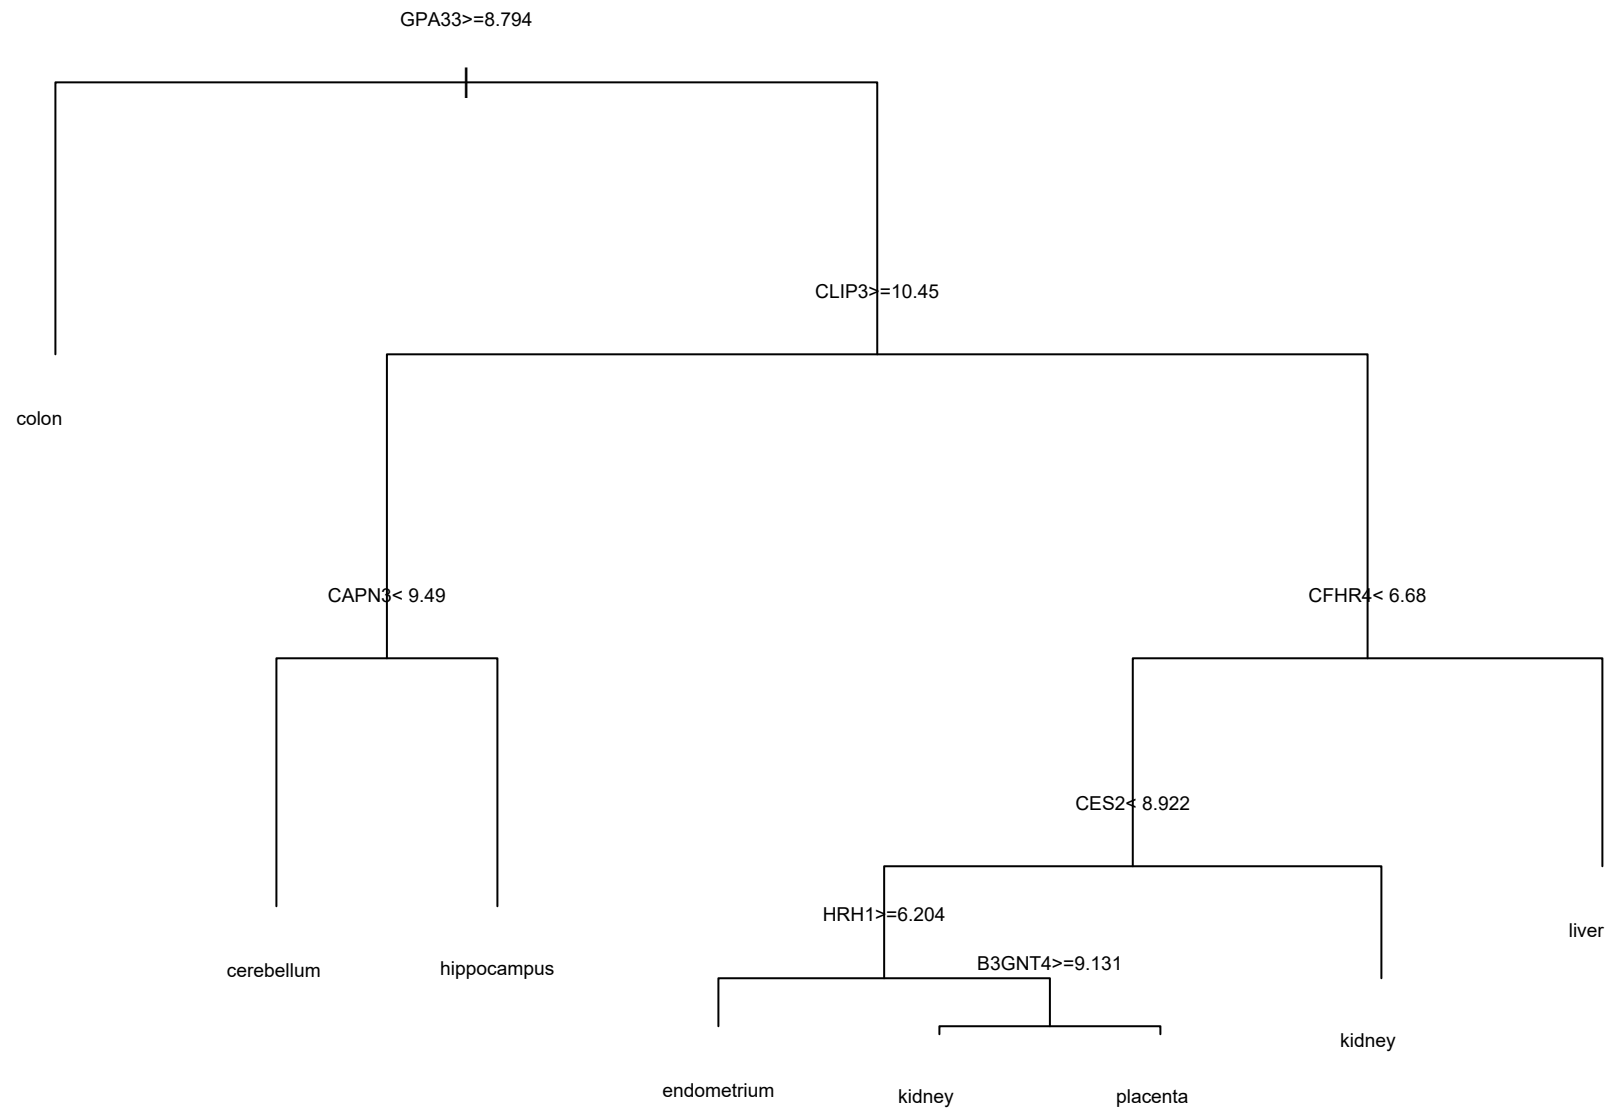 GPA33>=8.794
CLIP3>=10.45
colon
CAPN3< 9.49
CFHR4< 6.68
CES2< 8.922
HRH1>=6.204
liver
B3GNT4>=9.131
cerebellum
hippocampus
kidney
endometrium
kidney
placenta